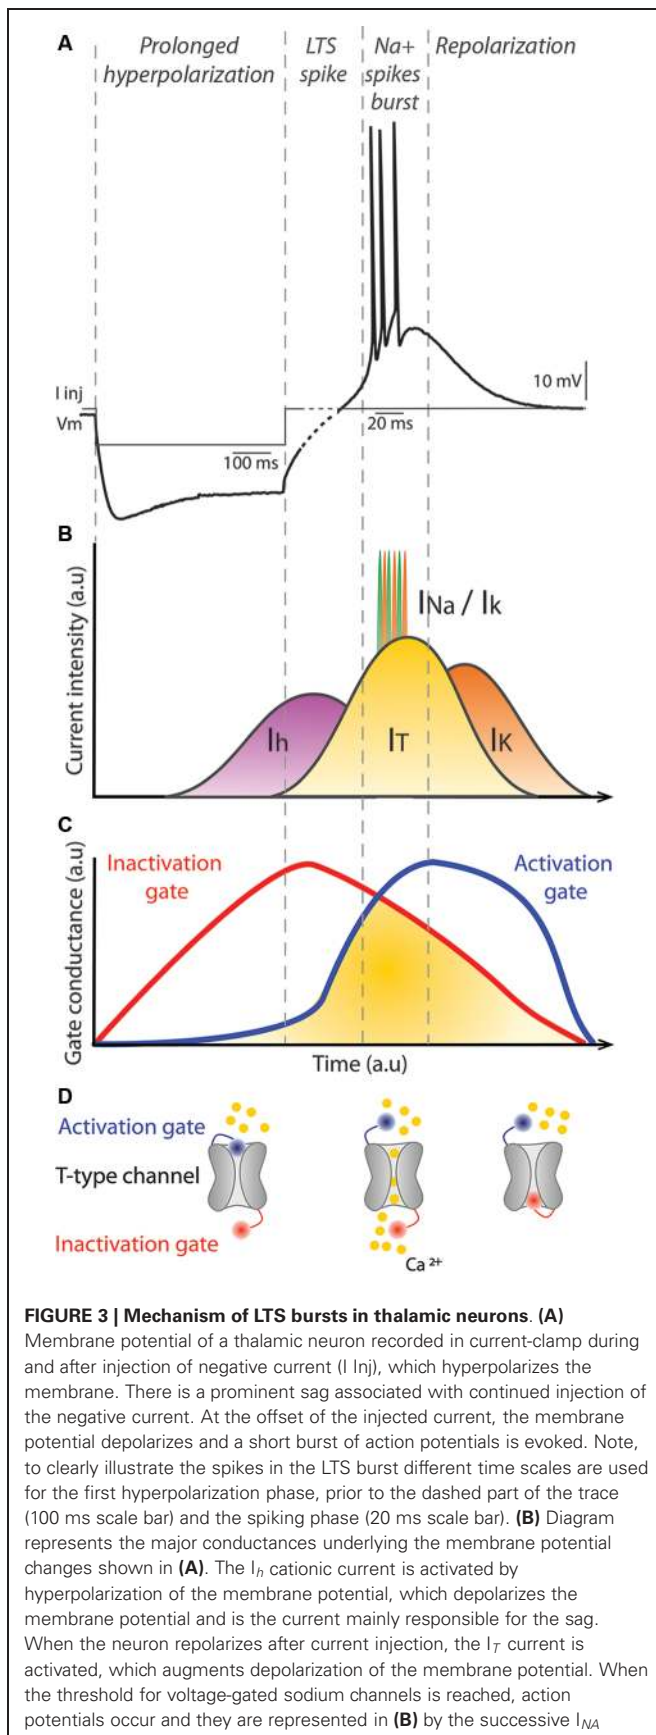 A
Prolonged
hyperpolarization
LTS
spike
Na+
spikes
burst
Repolarization
10 mV
I inj
Vm
20 ms
100 ms
B
Current intensity (a.u)
INa / Ik
Ih
IT
IK
C
Gate conductance (a.u)
Inactivation
gate
Activation
gate
Time (a.u)
D
Activation gate
T-type channel
Inactivation gate
Ca 2+
FIGURE 3 | Mechanism of LTS bursts in thalamic neurons. (A)
Membrane potential of a thalamic neuron recorded in current-clamp during
and after injection of negative current (I Inj), which hyperpolarizes the
membrane. There is a prominent sag associated with continued injection of
the negative current. At the offset of the injected current, the membrane
potential depolarizes and a short burst of action potentials is evoked. Note,
to clearly illustrate the spikes in the LTS burst different time scales are used
for the first hyperpolarization phase, prior to the dashed part of the trace
(100 ms scale bar) and the spiking phase (20 ms scale bar). (B) Diagram
represents the major conductances underlying the membrane potential
changes shown in (A). The Ih cationic current is activated by
hyperpolarization of the membrane potential, which depolarizes the
membrane potential and is the current mainly responsible for the sag.
When the neuron repolarizes after current injection, the IT current is
activated, which augments depolarization of the membrane potential. When
the threshold for voltage-gated sodium channels is reached, action
potentials occur and they are represented in (B) by the successive INA